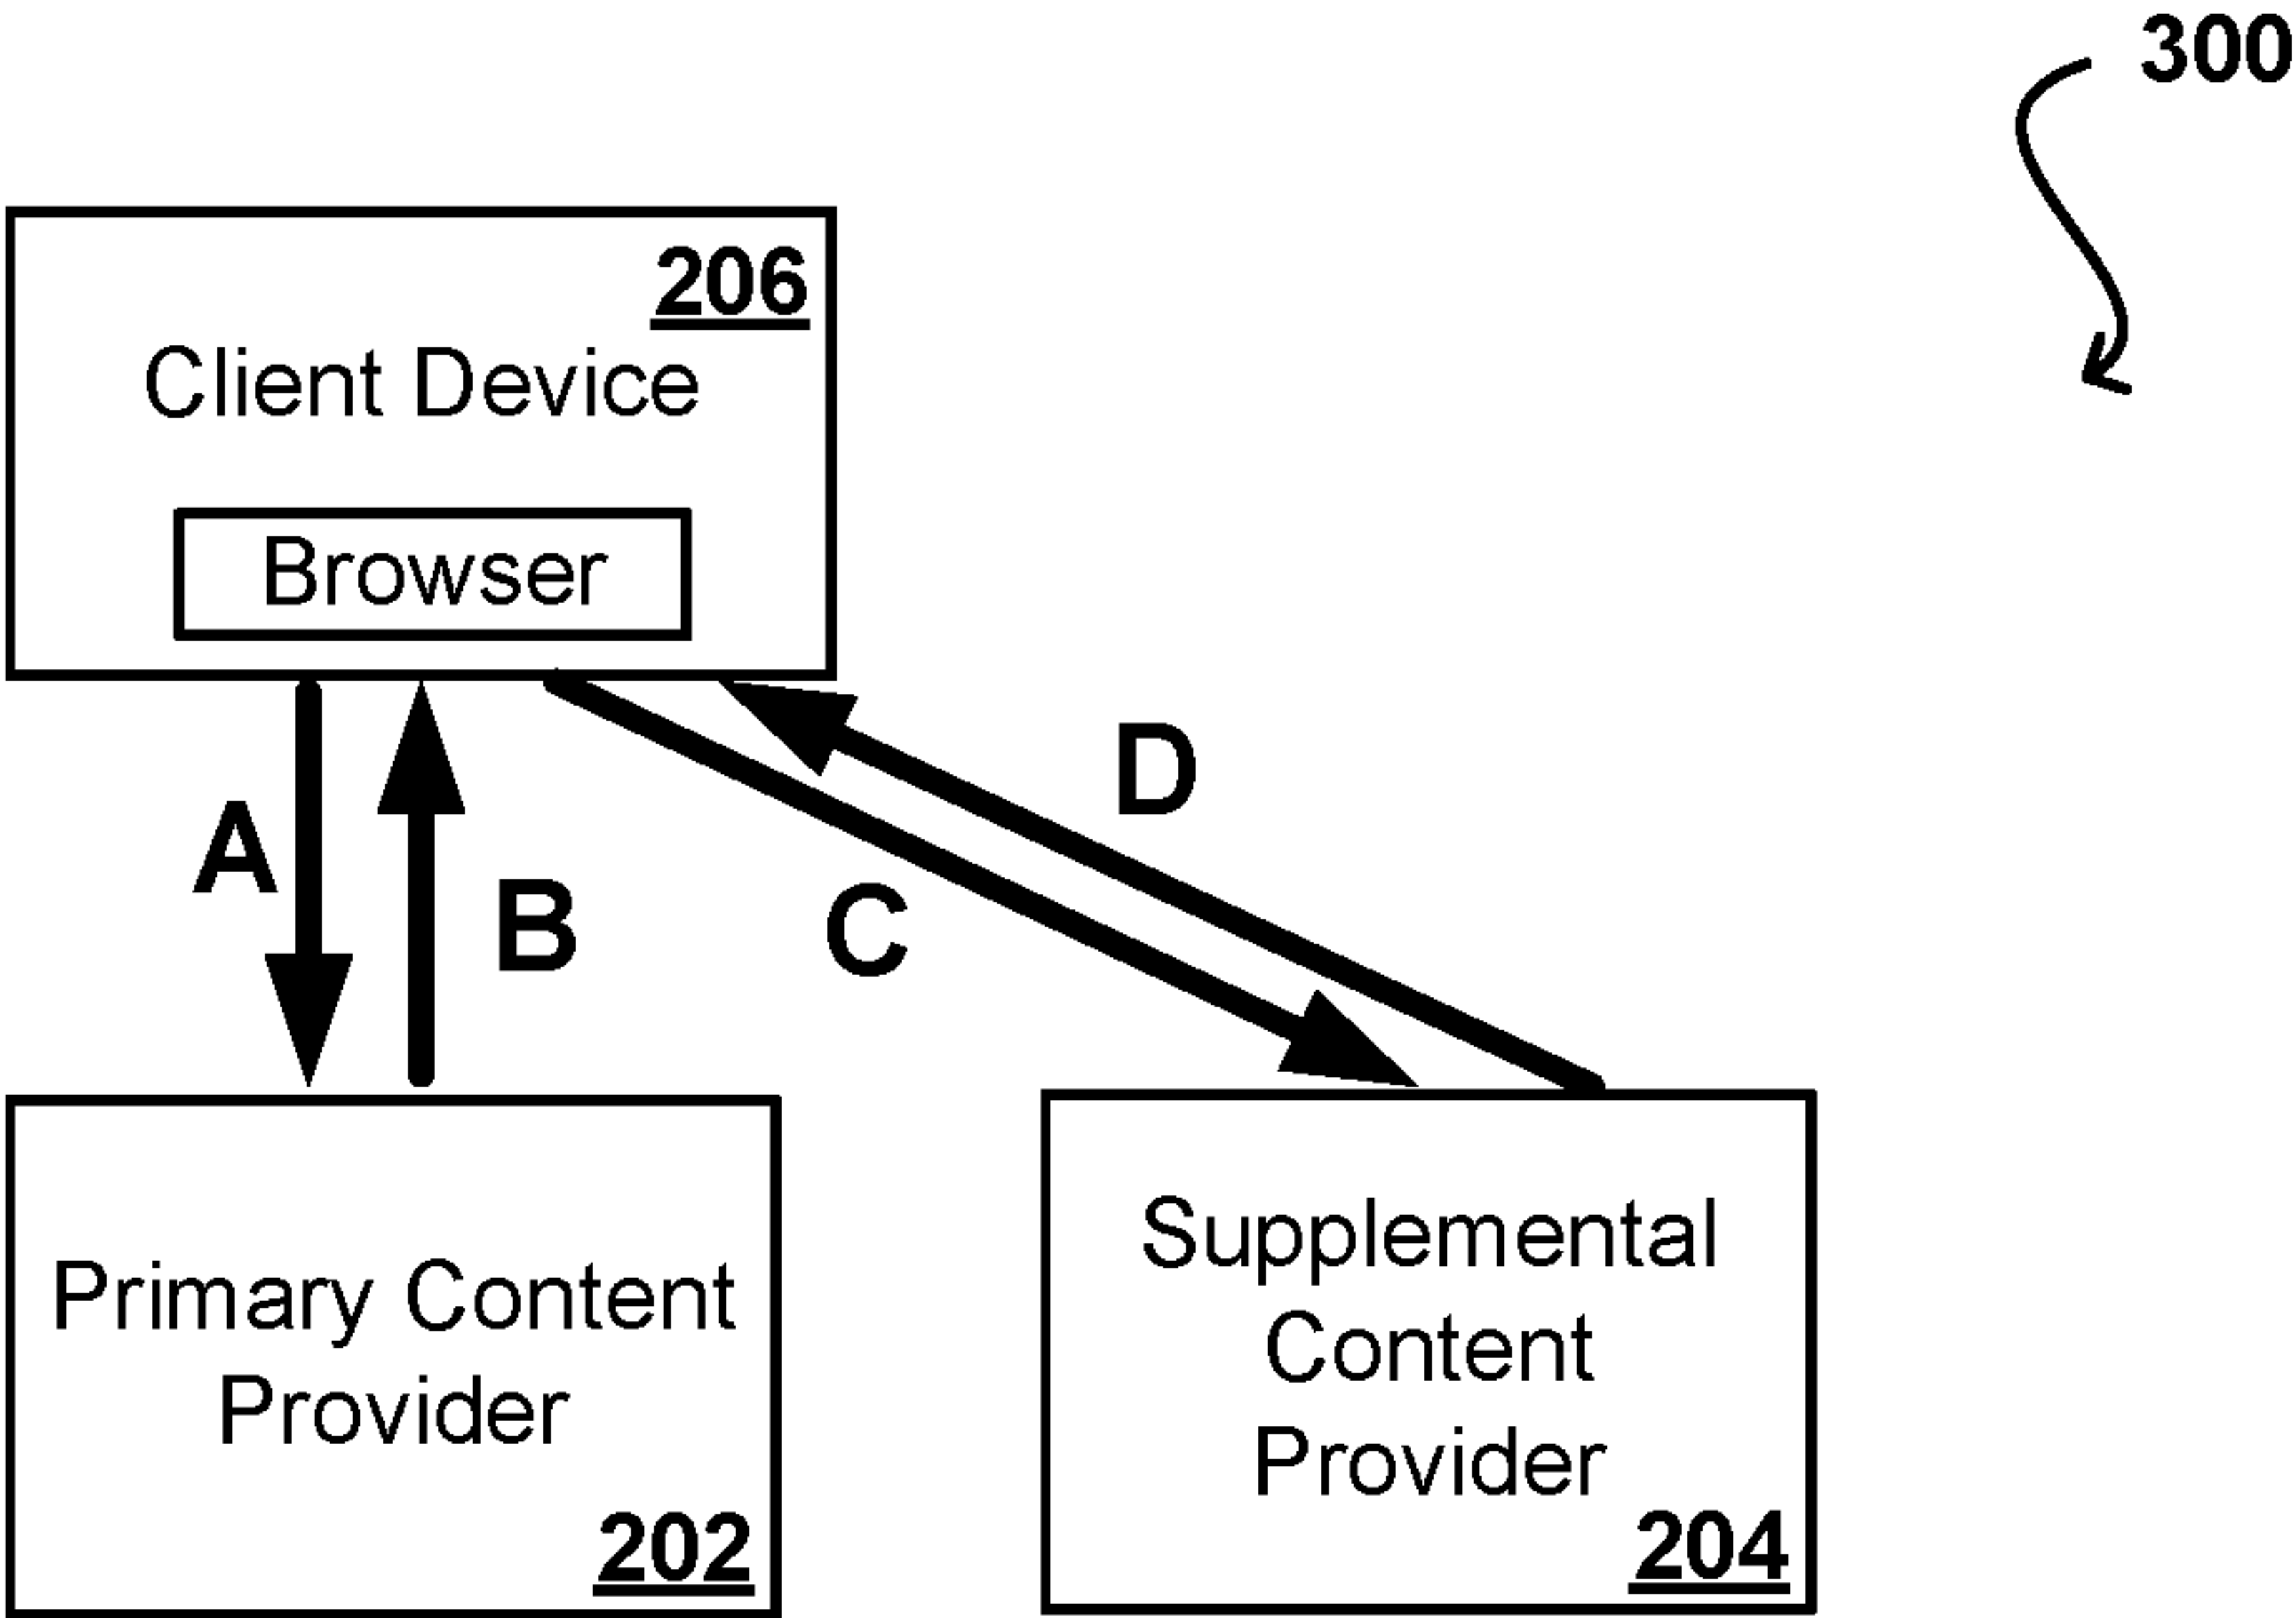 300
206
Client Device
Browser
A
B
C
D
Primary Content
Provider
202
Supplemental
Content
Provider
204